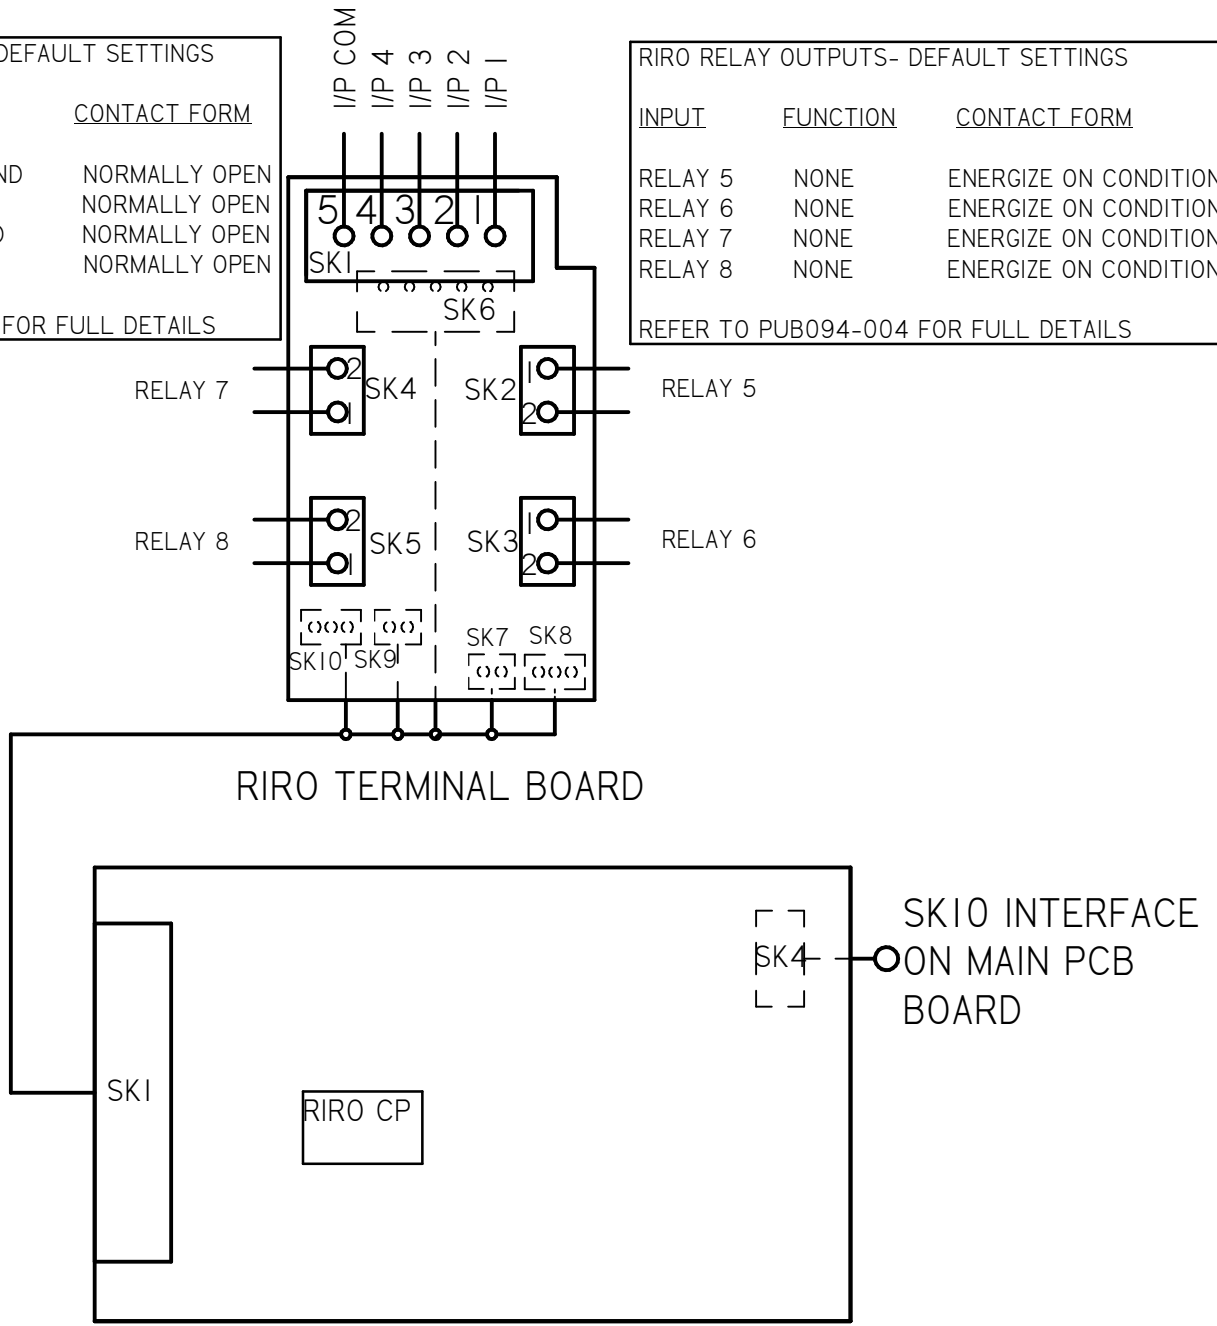 DEFAULT SETTINGS
CONTACT FORM
NORMALLY OPEN
NORMALLY OPEN
NORMALLY OPEN
NORMALLY OPEN
FOR FULL DETAILS
I/P COM
I/P 4
I/P 3
I/P 2
I/P 1
RIRO RELAY OUTPUTS- DEFAULT SETTINGS
INPUT FUNCTION CONTACT FORM
RELAY 5 NONE ENERGIZE ON CONDITION
RELAY 6 NONE ENERGIZE ON CONDITION
RELAY 7 NONE ENERGIZE ON CONDITION
RELAY 8 NONE ENERGIZE ON CONDITION
REFER TO PUB094-004 FOR FULL DETAILS
5 4 3 2 1
SK1
SK6
RELAY 7
2
1
SK4
SK2
1
2
RELAY 5
RELAY 8
2
1
SK5
SK3
1
2
RELAY 6
SK10
SK9
SK7
SK8
RIRO TERMINAL BOARD
SK4
SK10 INTERFACE
ON MAIN PCB
BOARD
SK1
RIRO CP